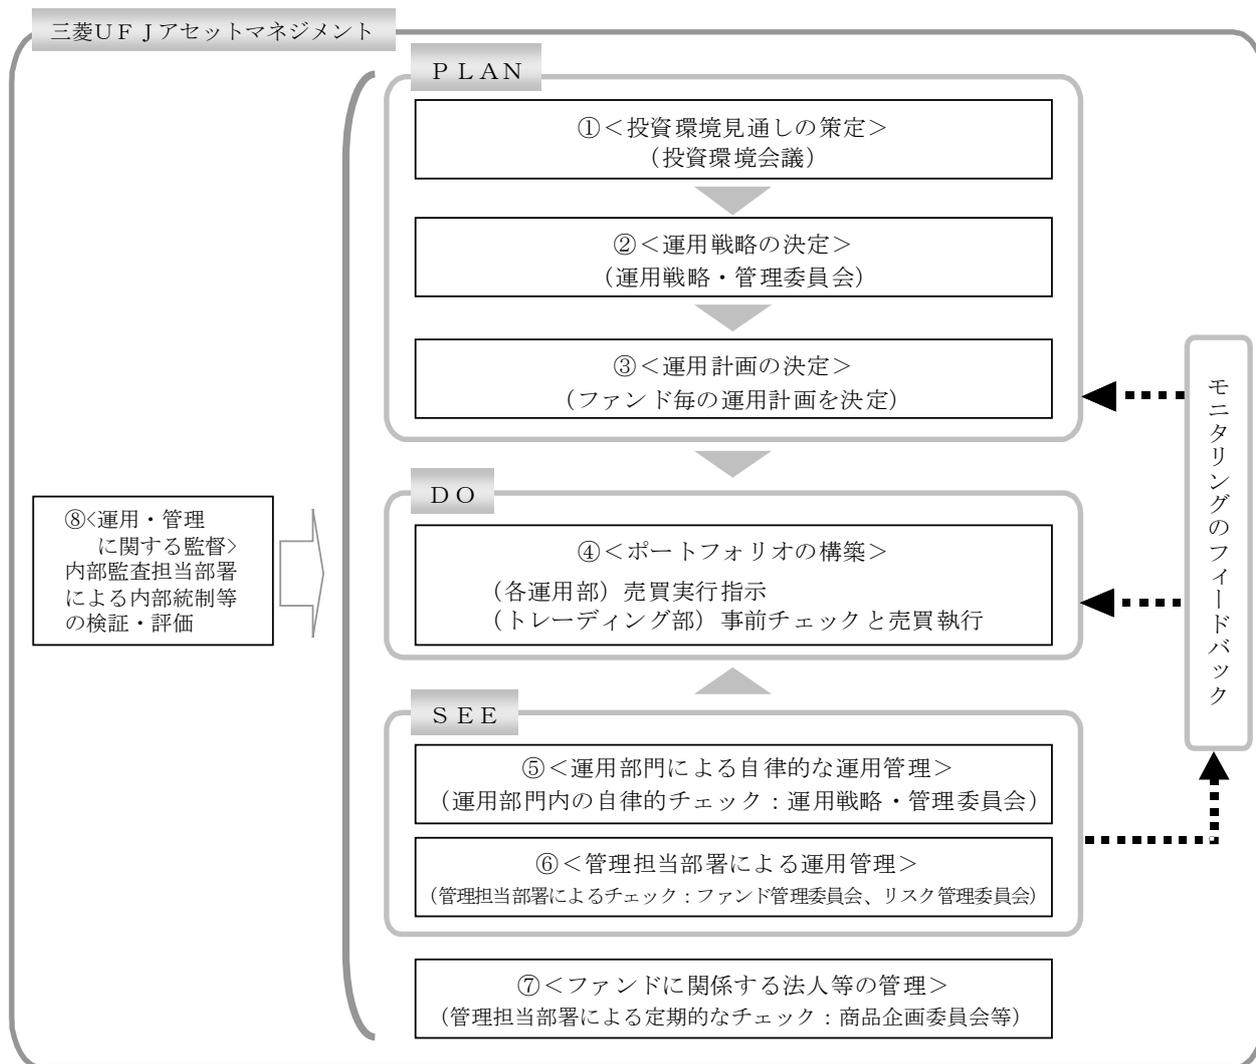 三菱ＵＦＪアセットマネジメント
ＰＬＡＮ
①＜投資環境見通しの策定＞
（投資環境会議）
②＜運用戦略の決定＞
（運用戦略・管理委員会）
③＜運用計画の決定＞
（ファンド毎の運用計画を決定）
ＤＯ
④＜ポートフォリオの構築＞
（各運用部）売買実行指示
（トレーディング部）事前チェックと売買執行
ＳＥＥ
⑤＜運用部門による自律的な運用管理＞
（運用部門内の自律的チェック：運用戦略・管理委員会）
⑥＜管理担当部署による運用管理＞
（管理担当部署によるチェック：ファンド管理委員会、リスク管理委員会）
⑦＜ファンドに関係する法人等の管理＞
（管理担当部署による定期的なチェック：商品企画委員会等）
⑧<運用・管理
に関する監督>
内部監査担当部署
による内部統制等
の検証・評価
モニタリングのフィードバック